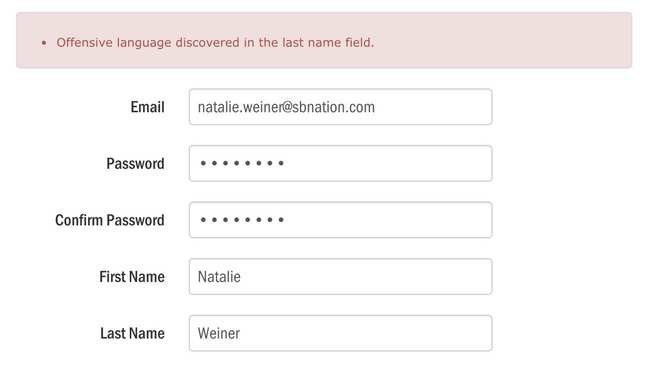 Offensive language discovered in the last name field.
Email natalie.weiner@sbnation.com
Password ••••••••
Confirm Password ••••••••
First Name Natalie
Last Name Weiner